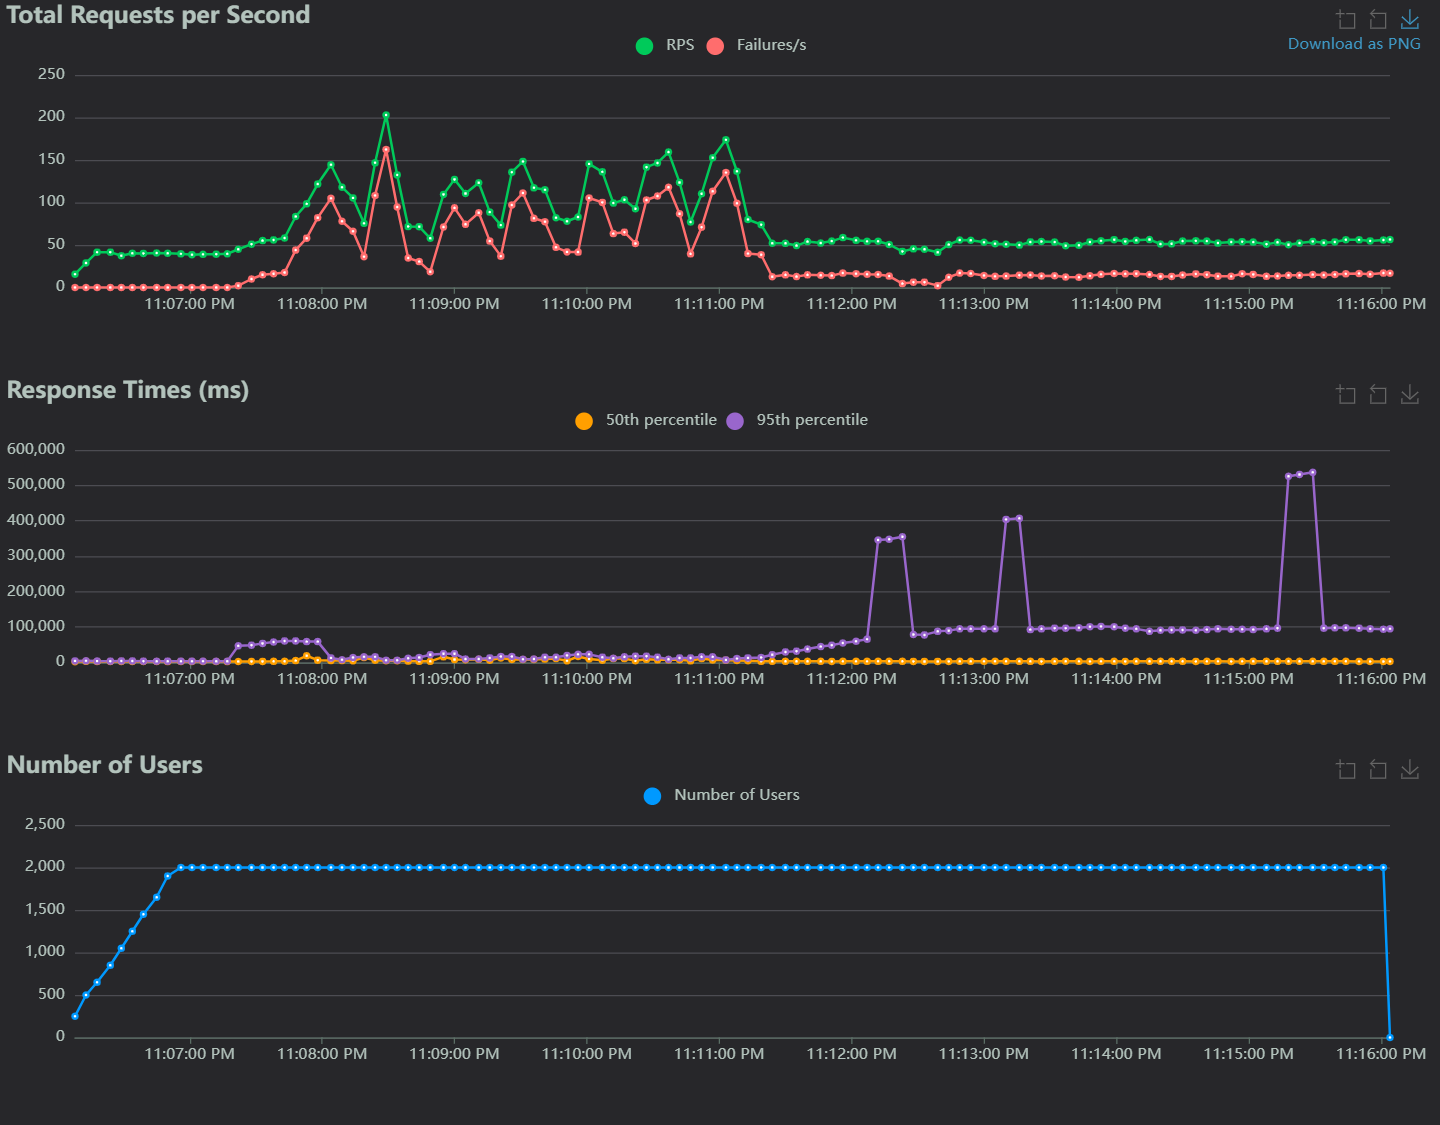 Total Requests per Second
RPS Failures/s
Download as PNG
250
200
150
100
50
0
11:07:00 PM 11:08:00 PM 11:09:00 PM 11:10:00 PM 11:11:00 PM 11:12:00 PM 11:13:00 PM 11:14:00 PM 11:15:00 PM 11:16:00 PM
Response Times (ms)
50th percentile 95th percentile
600,000
500,000
400,000
300,000
200,000
100,000
0
11:07:00 PM 11:08:00 PM 11:09:00 PM 11:10:00 PM 11:11:00 PM 11:12:00 PM 11:13:00 PM 11:14:00 PM 11:15:00 PM 11:16:00 PM
Number of Users
Number of Users
2,500
2,000
1,500
1,000
500
0
11:07:00 PM 11:08:00 PM 11:09:00 PM 11:10:00 PM 11:11:00 PM 11:12:00 PM 11:13:00 PM 11:14:00 PM 11:15:00 PM 11:16:00 PM